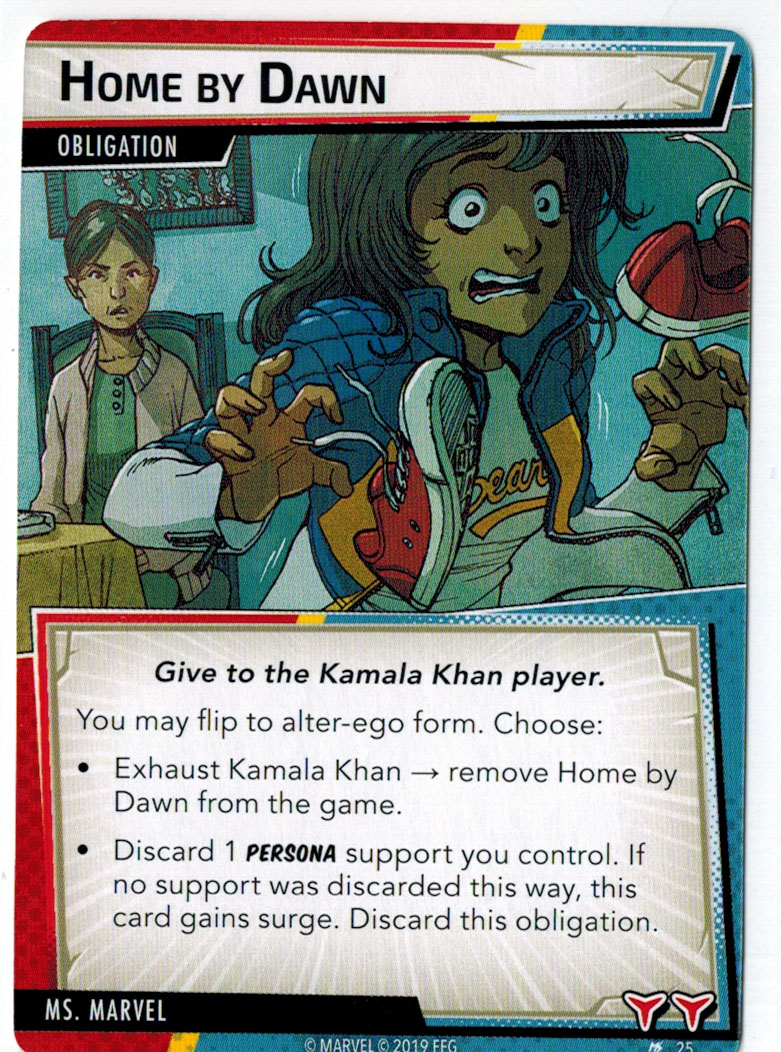 HOME BY DAWN
OBLIGATION
Bean
Give to the Kamala Khan player.
You may flip to alter-ego form. Choose:
• Exhaust Kamala Khan → remove Home by
Dawn from the game.
• Discard 1 PERSONA support you control. If
no support was discarded this way, this
card gains surge. Discard this obligation.
MS. MARVEL
© MARVEL © 2019 FFG
25